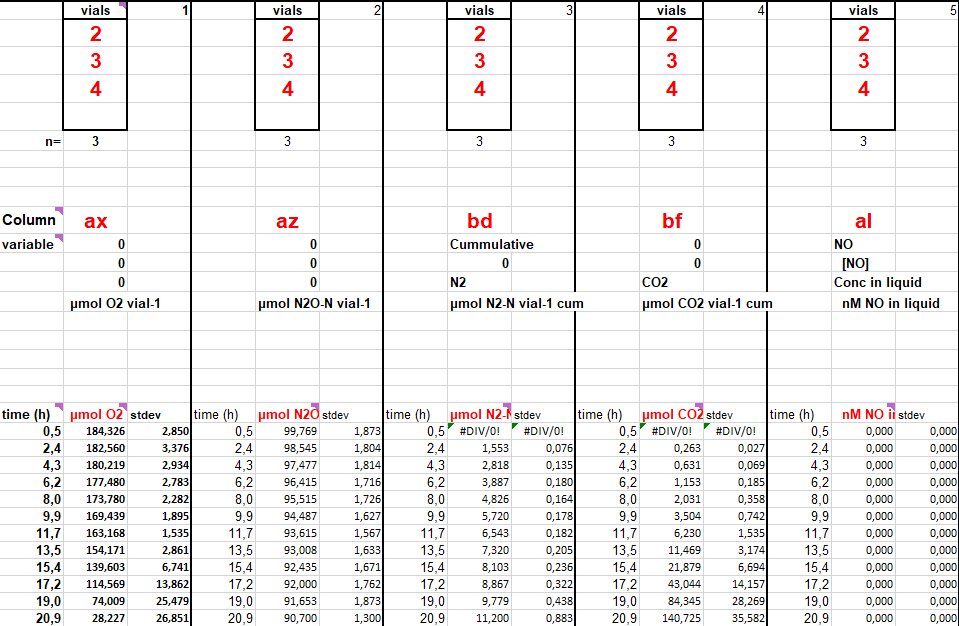 vials 1 vials 2 vials 3 vials 4 vials 5
2 2 2 2 2
3 3 3 3 3
4 4 4 4 4
n= 3 3 3 3 3
Column ax az bd bf al
variable 0 0 Cummulative 0 NO
0 0 0 0 [NO]
0 0 N2 CO2 Conc in liquid
µmol O2 vial-1 µmol N2O-N vial-1 µmol N2-N vial-1 cum µmol CO2 vial-1 cum nM NO in liquid
time (h) µmol O2 stdev time (h) µmol N2O stdev time (h) µmol N2-N stdev time (h) µmol CO2 stdev time (h) nM NO in stdev
0,5 184,326 2,850 0,5 99,769 1,873 0,5 #DIV/0! #DIV/0! 0,5 #DIV/0! #DIV/0! 0,5 0,000 0,000
2,4 182,560 3,376 2,4 98,545 1,804 2,4 1,553 0,076 2,4 0,263 0,027 2,4 0,000 0,000
4,3 180,219 2,934 4,3 97,477 1,814 4,3 2,818 0,135 4,3 0,631 0,069 4,3 0,000 0,000
6,2 177,480 2,783 6,2 96,415 1,716 6,2 3,887 0,180 6,2 1,153 0,185 6,2 0,000 0,000
8,0 173,780 2,282 8,0 95,515 1,726 8,0 4,826 0,164 8,0 2,031 0,358 8,0 0,000 0,000
9,9 169,439 1,895 9,9 94,487 1,627 9,9 5,720 0,178 9,9 3,504 0,742 9,9 0,000 0,000
11,7 163,168 1,535 11,7 93,615 1,567 11,7 6,543 0,182 11,7 6,230 1,535 11,7 0,000 0,000
13,5 154,171 2,861 13,5 93,008 1,633 13,5 7,320 0,205 13,5 11,469 3,174 13,5 0,000 0,000
15,4 139,603 6,741 15,4 92,435 1,671 15,4 8,103 0,236 15,4 21,879 6,694 15,4 0,000 0,000
17,2 114,569 13,862 17,2 92,000 1,762 17,2 8,867 0,322 17,2 43,044 14,157 17,2 0,000 0,000
19,0 74,009 25,479 19,0 91,653 1,873 19,0 9,779 0,438 19,0 84,345 28,269 19,0 0,000 0,000
20,9 28,227 26,851 20,9 90,700 1,300 20,9 11,200 0,883 20,9 140,725 35,582 20,9 0,000 0,000